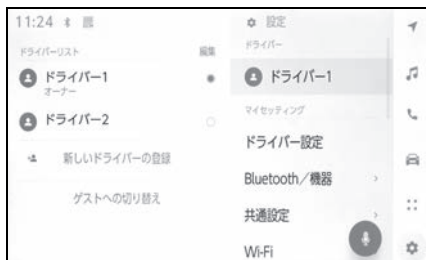 11:24
ドライバーリスト
編集
ドライバー1
オーナー
ドライバー2
新しいドライバーの登録
ゲストへの切り替え
設定
ドライバー
ドライバー1
マイセッティング
ドライバー設定
Bluetooth／機器
共通設定
Wi-Fi